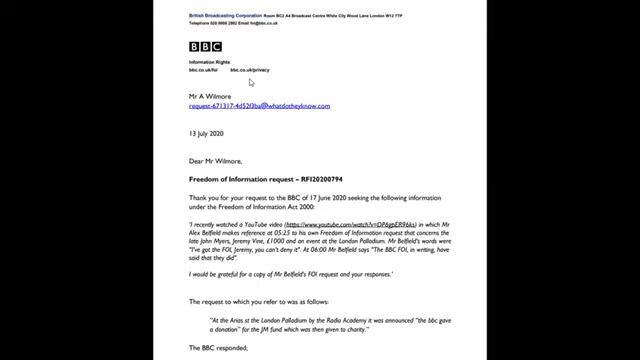 British Broadcasting Corporation Room BC2 A4 Broadcast Centre White City Wood Lane London W12 7TP
Telephone 020 8008 2882 Email foi@bbc.co.uk
BBC
Information Rights
bbc.co.uk/foi bbc.co.uk/privacy
Mr A Wilmore
request-671317-4d52f3ba@whatdotheyknow.com
13 July 2020
Dear Mr Wilmore,
Freedom of Information request – RFI20200794
Thank you for your request to the BBC of 17 June 2020 seeking the following information
under the Freedom of Information Act 2000:
'I recently watched a YouTube video (https://www.youtube.com/watch?v=DP6gbER96ks) in which Mr
Alex Belfield makes reference at 05:25 to his own Freedom of Information request that concerns the
late John Myers, Jeremy Vine, £1000 and an event at the London Palladium. Mr Belfield's words were
"I've got the FOI, Jeremy, you can't deny it". At 06:00 Mr Belfield says "The BBC FOI, in writing, have
said that they did".
I would be grateful for a copy of Mr Belfield's FOI request and your responses.'
The request to which you refer to was as follows:
"At the Arias st the London Palladium by the Radio Academy it was announced "the bbc gave
a donation" for the JM fund which was then given to charity."
The BBC responded;